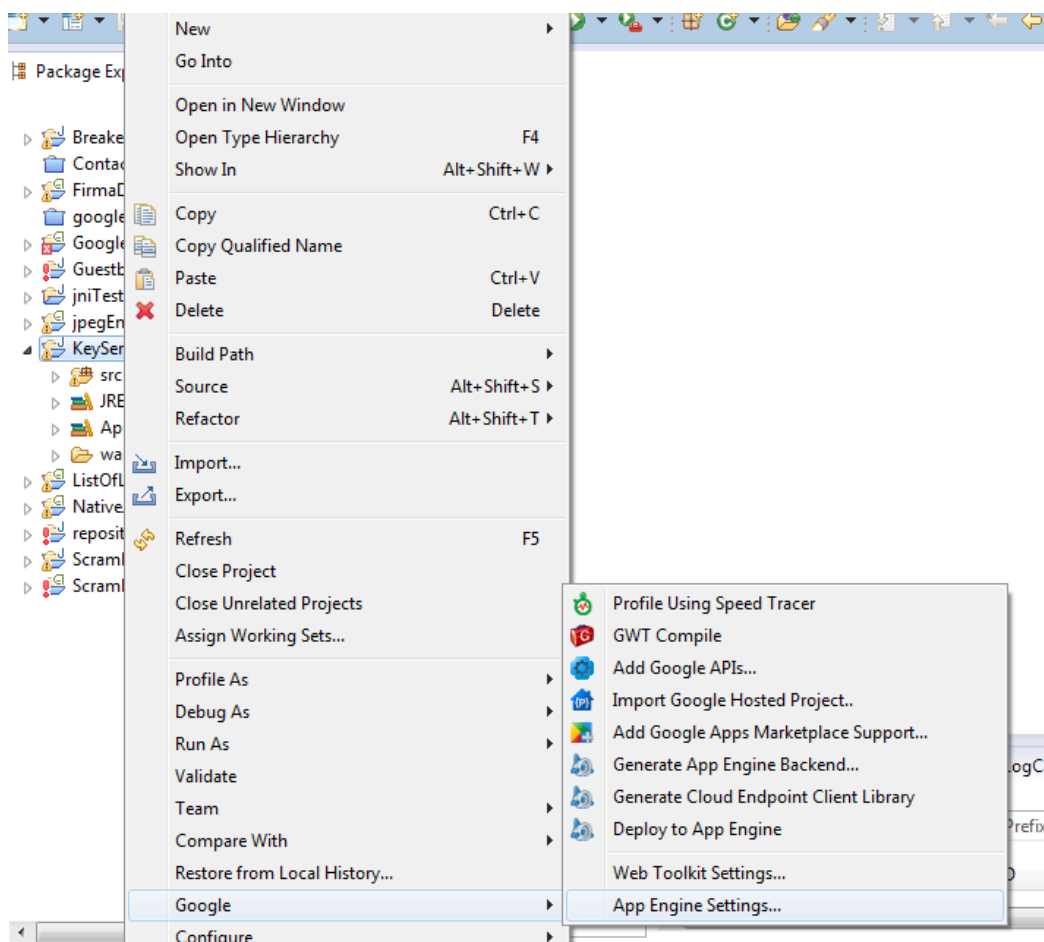 Package Exp
Breake
Contac
FirmaD
google
Google
Guestb
jniTest
jpegEn
KeySer
src
JRE
Ap
wa
ListOfL
Native
reposit
Scraml
Scraml
New
Go Into
Open in New Window
Open Type Hierarchy F4
Show In Alt+Shift+W
Copy Ctrl+C
Copy Qualified Name
Paste Ctrl+V
Delete Delete
Build Path
Source Alt+Shift+S
Refactor Alt+Shift+T
Import...
Export...
Refresh F5
Close Project
Close Unrelated Projects
Assign Working Sets...
Profile As
Debug As
Run As
Validate
Team
Compare With
Restore from Local History...
Google
Configure
Profile Using Speed Tracer
GWT Compile
Add Google APIs...
Import Google Hosted Project..
Add Google Apps Marketplace Support...
Generate App Engine Backend...
Generate Cloud Endpoint Client Library
Deploy to App Engine
Web Toolkit Settings...
App Engine Settings...
ogC
Prefix